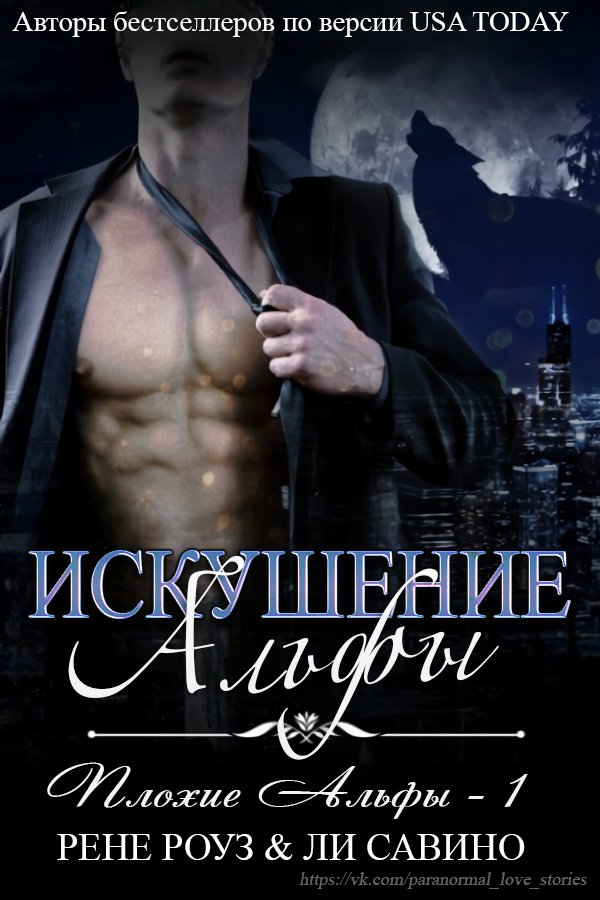 Авторы бестселлеров по версии USA TODAY
ИСКУШЕНИЕ
Альфы
Плохие Альфы - 1
РЕНЕ РОУЗ & ЛИ САВИНО
https://vk.com/paranormal_love_stories